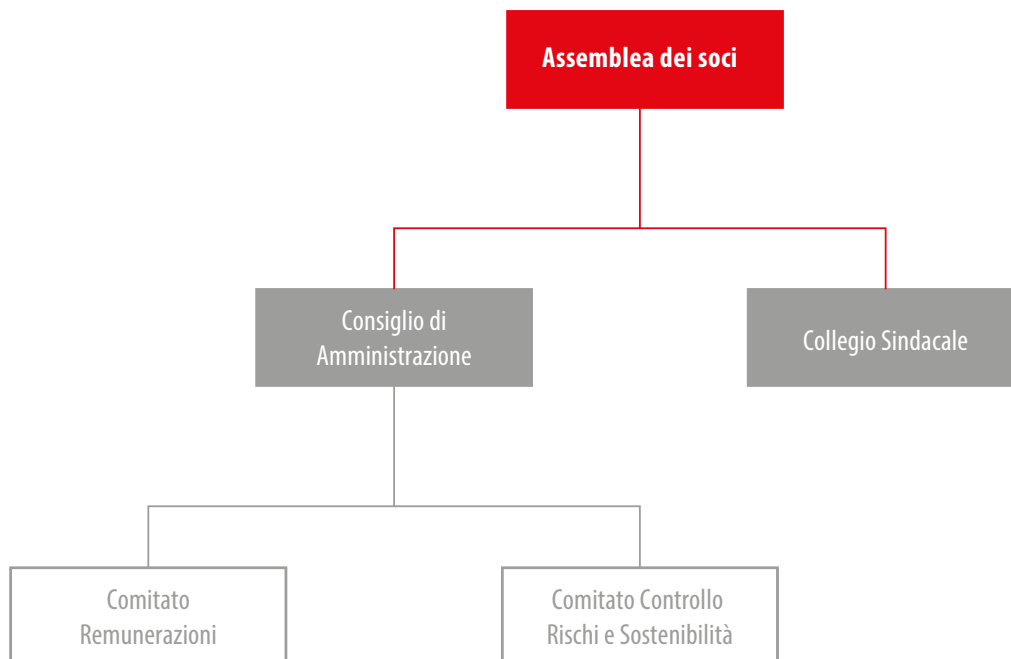 Assemblea dei soci
Consiglio di
Amministrazione
Collegio Sindacale
Comitato
Remunerazioni
Comitato Controllo
Rischi e Sostenibilità